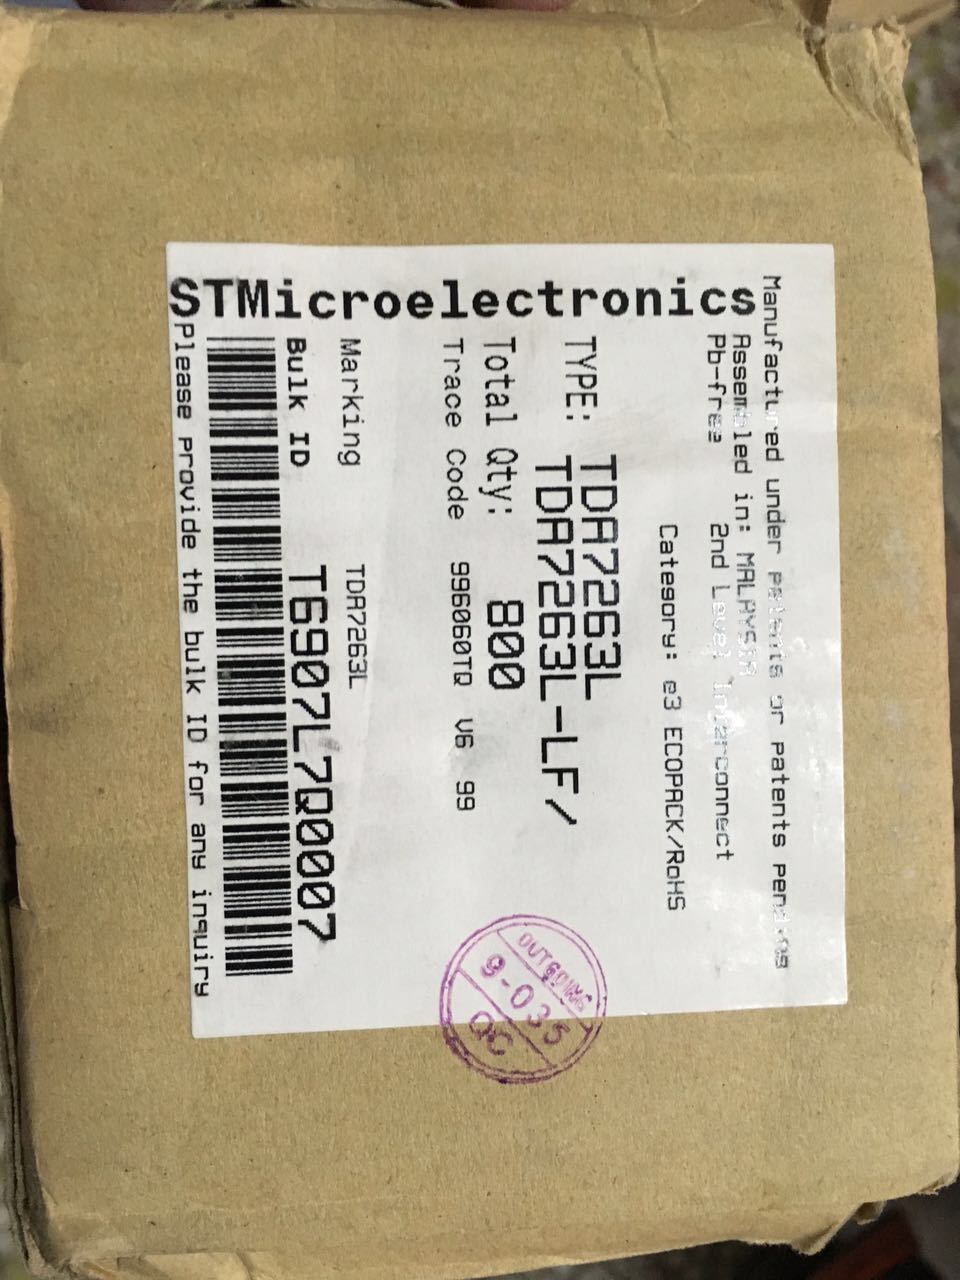 Manufactured under patents or patents pending
Assembled in: MALAYSIA
Pb-free 2nd Level Interconnect
Category: e3 ECOPACK/RoHS
TYPE: TDA7263L
TDA7263L-LF/
Total Qty: 800
Trace Code 996060TQ V6 99
Marking TDA7263L
Bulk ID T6907L7Q0007
Please provide the bulk ID for any inquiry
STMicroelectronics
OUTGOING
9-035
QC